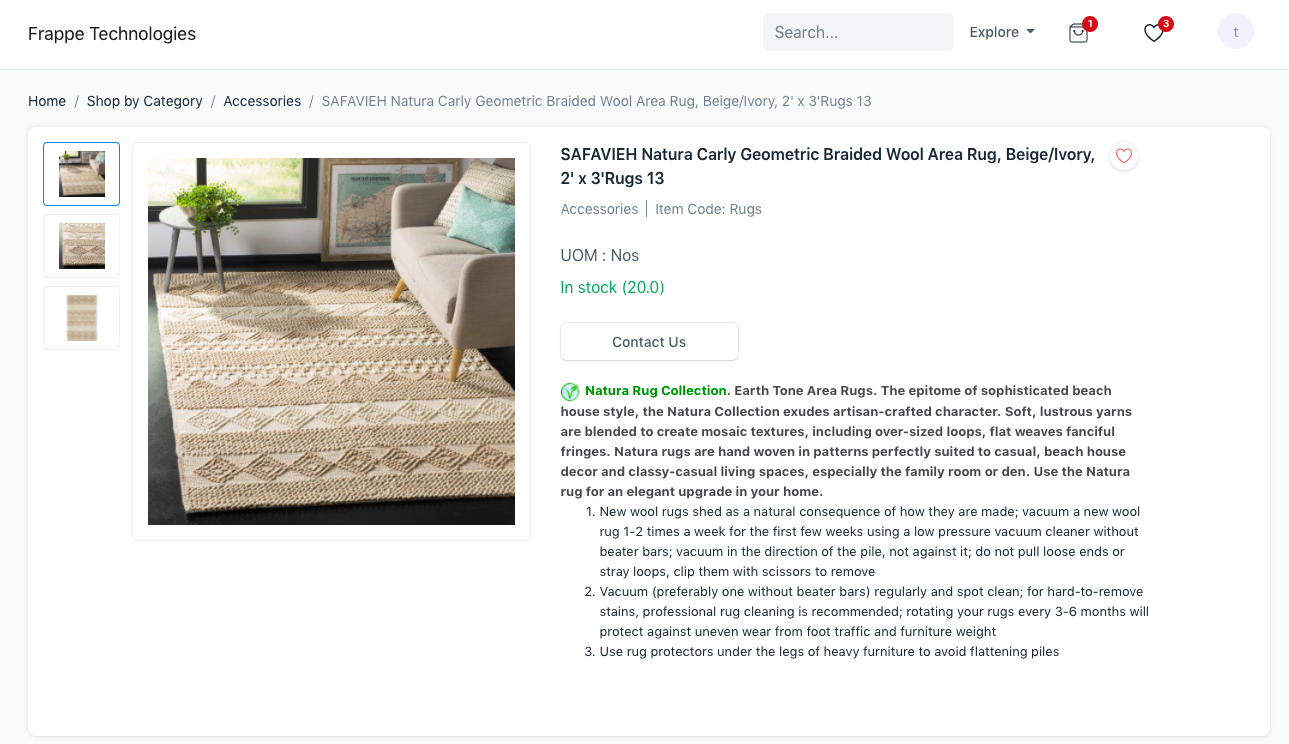 Frappe Technologies
Search...
Explore
1
3
t
Home / Shop by Category / Accessories / SAFAVIEH Natura Carly Geometric Braided Wool Area Rug, Beige/Ivory, 2' x 3'Rugs 13
SAFAVIEH Natura Carly Geometric Braided Wool Area Rug, Beige/Ivory,
2' x 3'Rugs 13
Accessories | Item Code: Rugs
UOM : Nos
In stock (20.0)
Contact Us
Natura Rug Collection. Earth Tone Area Rugs. The epitome of sophisticated beach
house style, the Natura Collection exudes artisan-crafted character. Soft, lustrous yarns
are blended to create mosaic textures, including over-sized loops, flat weaves fanciful
fringes. Natura rugs are hand woven in patterns perfectly suited to casual, beach house
decor and classy-casual living spaces, especially the family room or den. Use the Natura
rug for an elegant upgrade in your home.
1. New wool rugs shed as a natural consequence of how they are made; vacuum a new wool
rug 1-2 times a week for the first few weeks using a low pressure vacuum cleaner without
beater bars; vacuum in the direction of the pile, not against it; do not pull loose ends or
stray loops, clip them with scissors to remove
2. Vacuum (preferably one without beater bars) regularly and spot clean; for hard-to-remove
stains, professional rug cleaning is recommended; rotating your rugs every 3-6 months will
protect against uneven wear from foot traffic and furniture weight
3. Use rug protectors under the legs of heavy furniture to avoid flattening piles